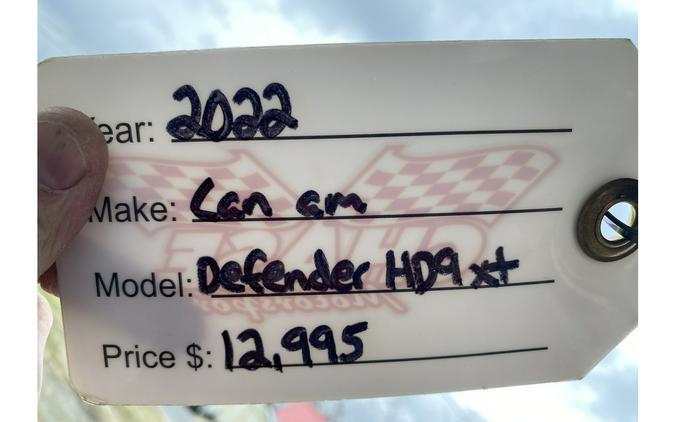 ear: 2022
Make: Can am
Model: Defender HD9 xt
Price $: 12,995